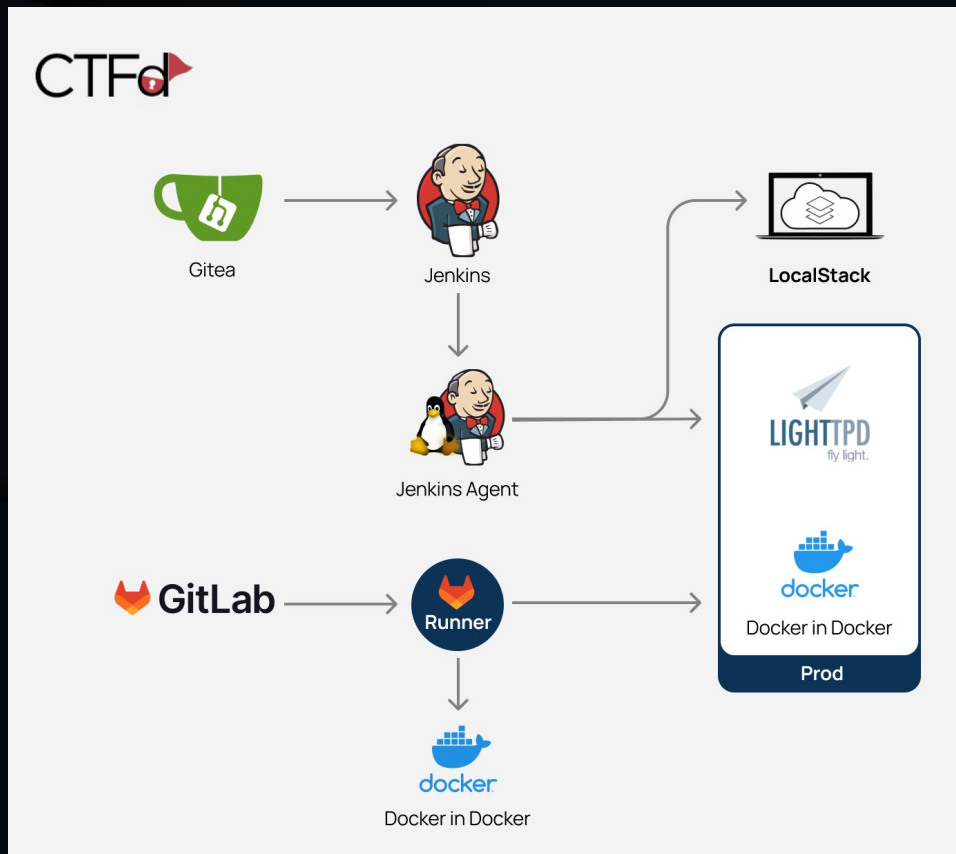 CTFd
Gitea
Jenkins
LocalStack
Jenkins Agent
LIGHTTPD
fly light.
GitLab
Runner
docker
Docker in Docker
Prod
docker
Docker in Docker